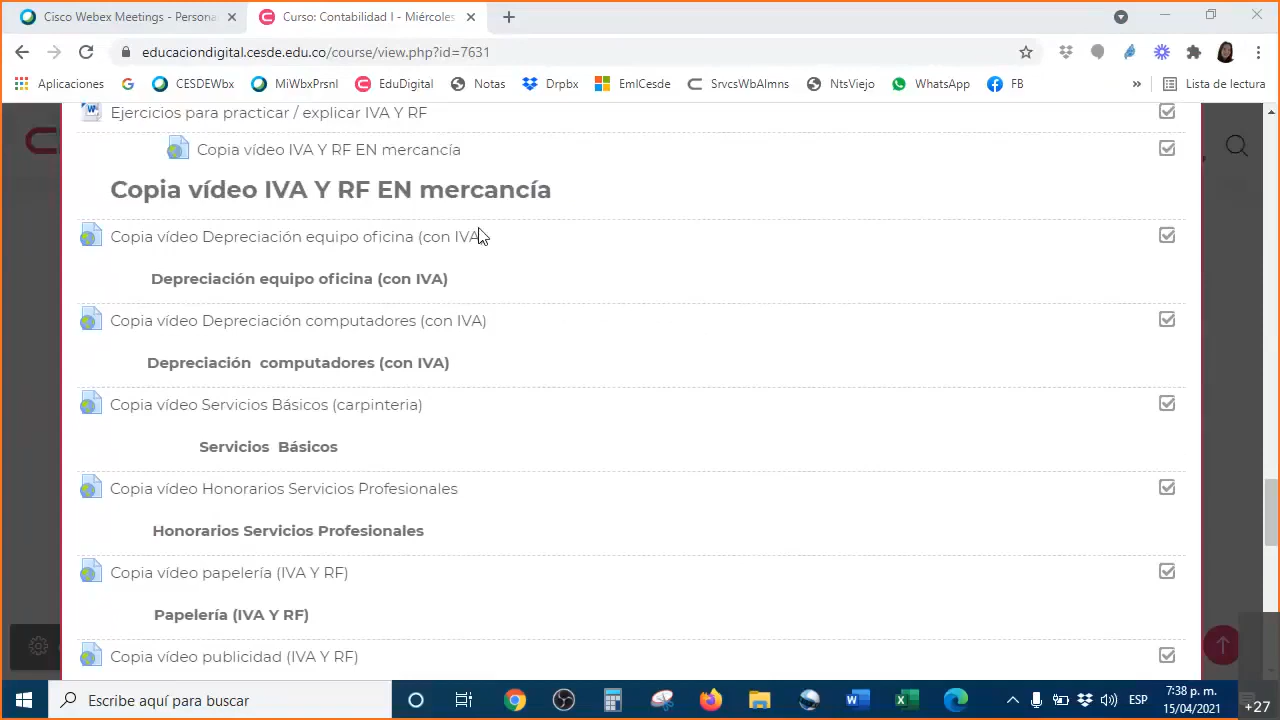 Cisco Webex Meetings - Persona
Curso: Contabilidad I - Miércoles
educaciondigital.cesde.edu.co/course/view.php?id=7631
Aplicaciones
CESDEWbx
MiWbxPrsnl
EduDigital
Notas
Drpbx
EmlCesde
SrvcsWbAlmns
NtsViejo
WhatsApp
FB
»
Lista de lectura
Ejercicios para practicar / explicar IVA Y RF
Copia vídeo IVA Y RF EN mercancía
Copia vídeo IVA Y RF EN mercancía
Copia vídeo Depreciación equipo oficina (con IVA)
Depreciación equipo oficina (con IVA)
Copia vídeo Depreciación computadores (con IVA)
Depreciación computadores (con IVA)
Copia vídeo Servicios Básicos (carpinteria)
Servicios Básicos
Copia vídeo Honorarios Servicios Profesionales
Honorarios Servicios Profesionales
Copia vídeo papelería (IVA Y RF)
Papelería (IVA Y RF)
Copia vídeo publicidad (IVA Y RF)
Escribe aquí para buscar
ESP
7:38 p. m.
15/04/2021
+27